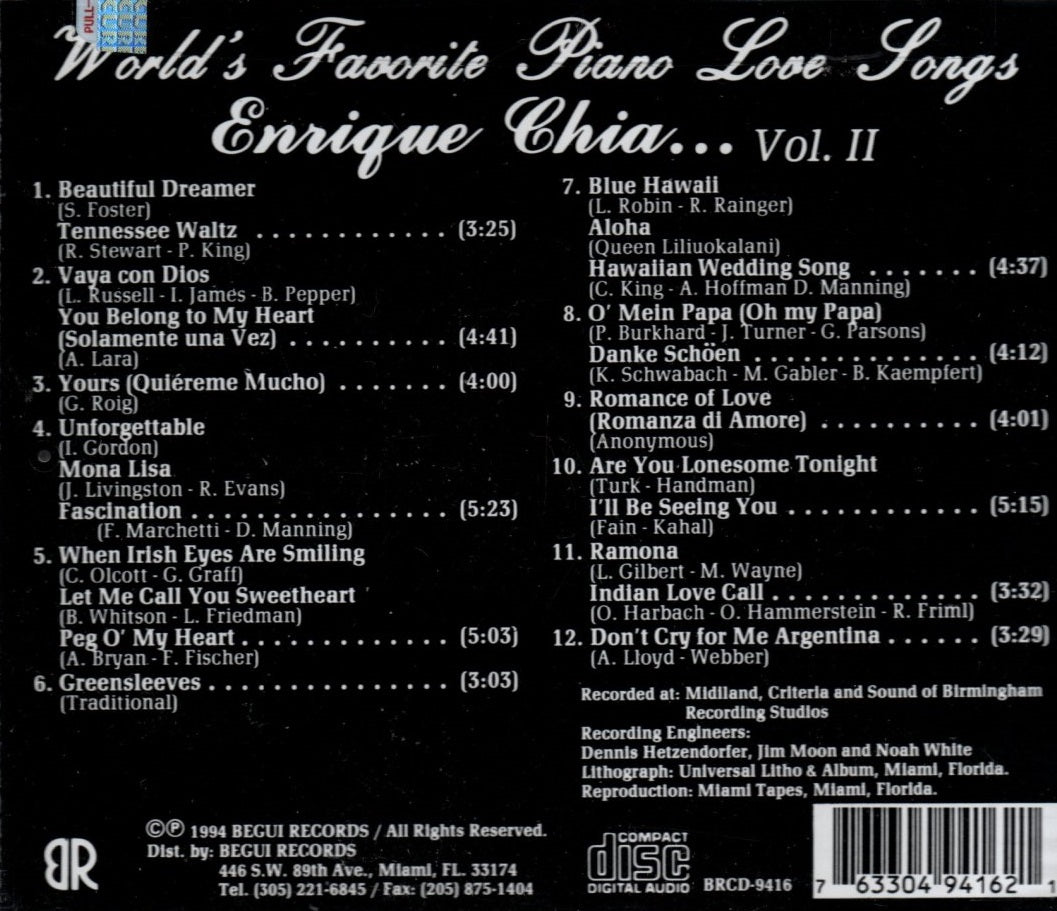 PULL
World's Favorite Piano Love Songs
Enrique Chia... Vol. II
1. Beautiful Dreamer
(S. Foster)
Tennessee Waltz ............ (3:25)
(R. Stewart - P. King)
2. Vaya con Dios
(L. Russell - I. James - B. Pepper)
You Belong to My Heart
(Solamente una Vez) .......... (4:41)
(A. Lara)
3. Yours (Quiéreme Mucho) ....... (4:00)
(G. Roig)
4. Unforgettable
(I. Gordon)
Mona Lisa
(J. Livingston - R. Evans)
Fascination ................ (5:23)
(F. Marchetti - D. Manning)
5. When Irish Eyes Are Smiling
(C. Olcott - G. Graff)
Let Me Call You Sweetheart
(B. Whitson - L. Friedman)
Peg O' My Heart ............. (5:03)
(A. Bryan - F. Fischer)
6. Greensleeves ............... (3:03)
(Traditional)
7. Blue Hawaii
(L. Robin - R. Rainger)
Aloha
(Queen Liliuokalani)
Hawaiian Wedding Song ....... (4:37)
(C. King - A. Hoffman D. Manning)
8. O' Mein Papa (Oh my Papa)
(P. Burkhard - J. Turner - G. Parsons)
Danke Schöen .............. (4:12)
(K. Schwabach - M. Gabler - B. Kaempfert)
9. Romance of Love
(Romanza di Amore) .......... (4:01)
(Anonymous)
10. Are You Lonesome Tonight
(Turk - Handman)
I'll Be Seeing You ............ (5:15)
(Fain - Kahal)
11. Ramona
(L. Gilbert - M. Wayne)
Indian Love Call ............. (3:32)
(O. Harbach - O. Hammerstein - R. Friml)
12. Don't Cry for Me Argentina ...... (3:29)
(A. Lloyd - Webber)
Recorded at: Midiland, Criteria and Sound of Birmingham
Recording Studios
Recording Engineers:
Dennis Hetzendorfer, Jim Moon and Noah White
Lithograph: Universal Litho & Album, Miami, Florida.
Reproduction: Miami Tapes, Miami, Florida.
BR
©℗ 1994 BEGUI RECORDS / All Rights Reserved.
Dist. by: BEGUI RECORDS
446 S.W. 89th Ave., Miami, FL. 33174
Tel. (305) 221-6845 / Fax: (205) 875-1404
COMPACT
disc
DIGITAL AUDIO
BRCD-9416
7 63304 94162 1